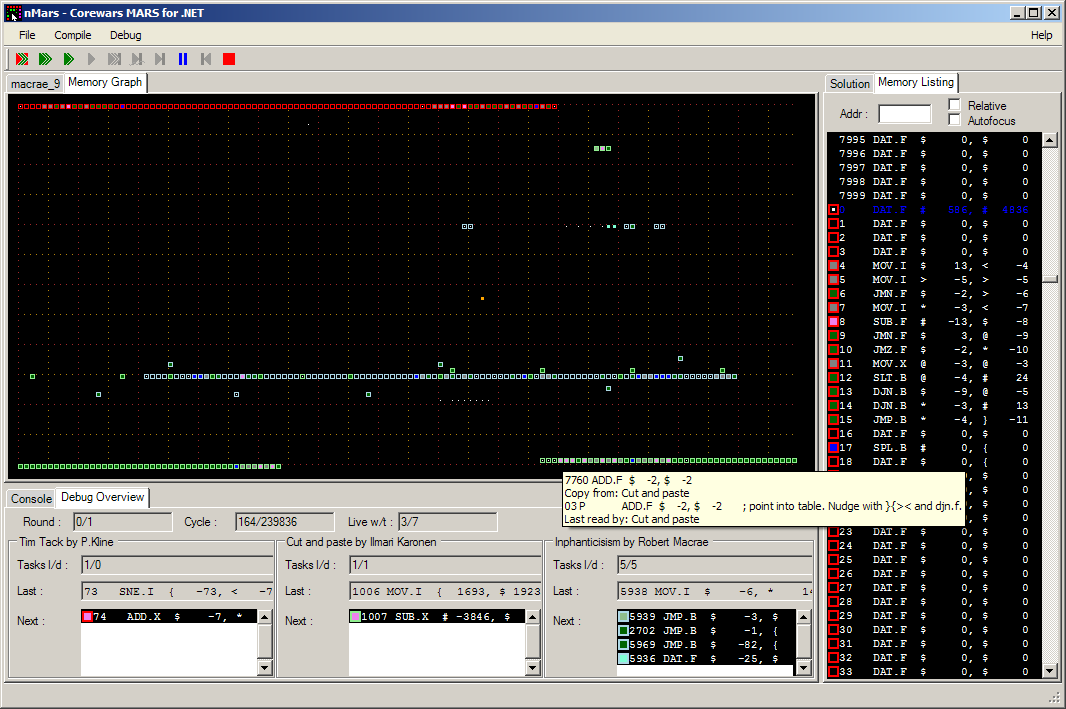 nMars - Corewars MARS for .NET
File Compile Debug Help
macrae_9 Memory Graph
Solution Memory Listing
Addr : Relative
Autofocus
7995 DAT.F $ 0, $ 0
7996 DAT.F $ 0, $ 0
7997 DAT.F $ 0, $ 0
7998 DAT.F $ 0, $ 0
7999 DAT.F $ 0, $ 0
1 DAT.F $ 0, $ 0
2 DAT.F $ 0, $ 0
3 DAT.F $ 0, $ 0
4 MOV.I $ 13, < -4
5 MOV.I > -5, > -5
6 JMN.F $ -2, > -6
7 MOV.I * -3, < -7
8 SUB.F # -13, $ -8
9 JMN.F $ 3, @ -9
10 JMZ.F $ -2, * -10
11 MOV.X @ -3, @ -3
12 SLT.B @ -4, # 24
13 DJN.B $ -9, @ -5
14 DJN.B * -3, # 13
15 JMP.B * -4, } -11
16 DAT.F $ 0, $ 0
17 SPL.B # 0, { 0
18 DAT.F $ 0, { 0
7760 ADD.F $ -2, $ -2
Copy from: Cut and paste
03 P ADD.F $ -2, $ -2 ; point into table. Nudge with }{>< and djn.f.
Last read by: Cut and paste
23 DAT.F $ 0, $ 0
24 DAT.F $ 0, $ 0
25 DAT.F $ 0, $ 0
26 DAT.F $ 0, $ 0
27 DAT.F $ 0, $ 0
28 DAT.F $ 0, $ 0
29 DAT.F $ 0, $ 0
30 DAT.F $ 0, $ 0
31 DAT.F $ 0, $ 0
32 DAT.F $ 0, $ 0
33 DAT.F $ 0, $ 0
Console Debug Overview
Round : 0/1 Cycle : 164/239836 Live w/t : 3/7
Tim Tack by P.Kline
Tasks l/d : 1/0
Last : 73 SNE.I { -73, < -7
Next : 74 ADD.X $ -7, *
Cut and paste by Ilmari Karonen
Tasks l/d : 1/1
Last : 1006 MOV.I { 1693, $ 1923
Next : 1007 SUB.X # -3846, $
Inphanticisism by Robert Macrae
Tasks l/d : 5/5
Last : 5938 MOV.I $ -6, * 14
Next : 5939 JMP.B $ -3, $
2702 JMP.B $ -1, {
5969 JMP.B $ -82, {
5936 DAT.F $ -25, $